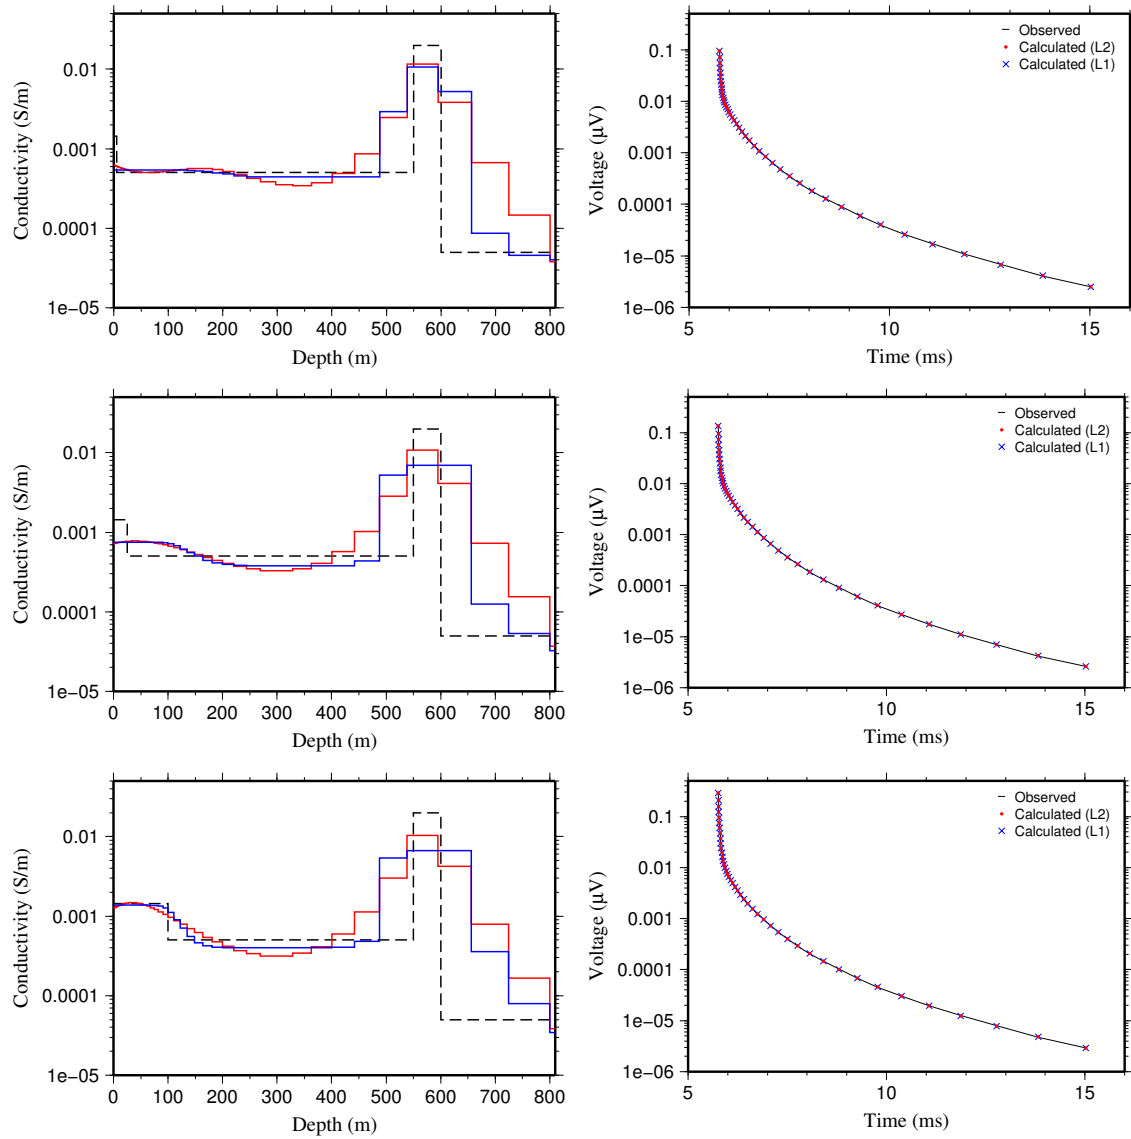 0.01
0.001
0.0001
1e−05
Conductivity (S/m)
0 100 200 300 400 500 600 700 800
Depth (m)
0.1
0.01
0.001
0.0001
1e−05
1e−06
Voltage (µV)
5 10 15
Time (ms)
Observed
Calculated (L2)
Calculated (L1)
0.01
0.001
0.0001
1e−05
Conductivity (S/m)
0 100 200 300 400 500 600 700 800
Depth (m)
0.1
0.01
0.001
0.0001
1e−05
1e−06
Voltage (µV)
5 10 15
Time (ms)
Observed
Calculated (L2)
Calculated (L1)
0.01
0.001
0.0001
1e−05
Conductivity (S/m)
0 100 200 300 400 500 600 700 800
Depth (m)
0.1
0.01
0.001
0.0001
1e−05
1e−06
Voltage (µV)
5 10 15
Time (ms)
Observed
Calculated (L2)
Calculated (L1)